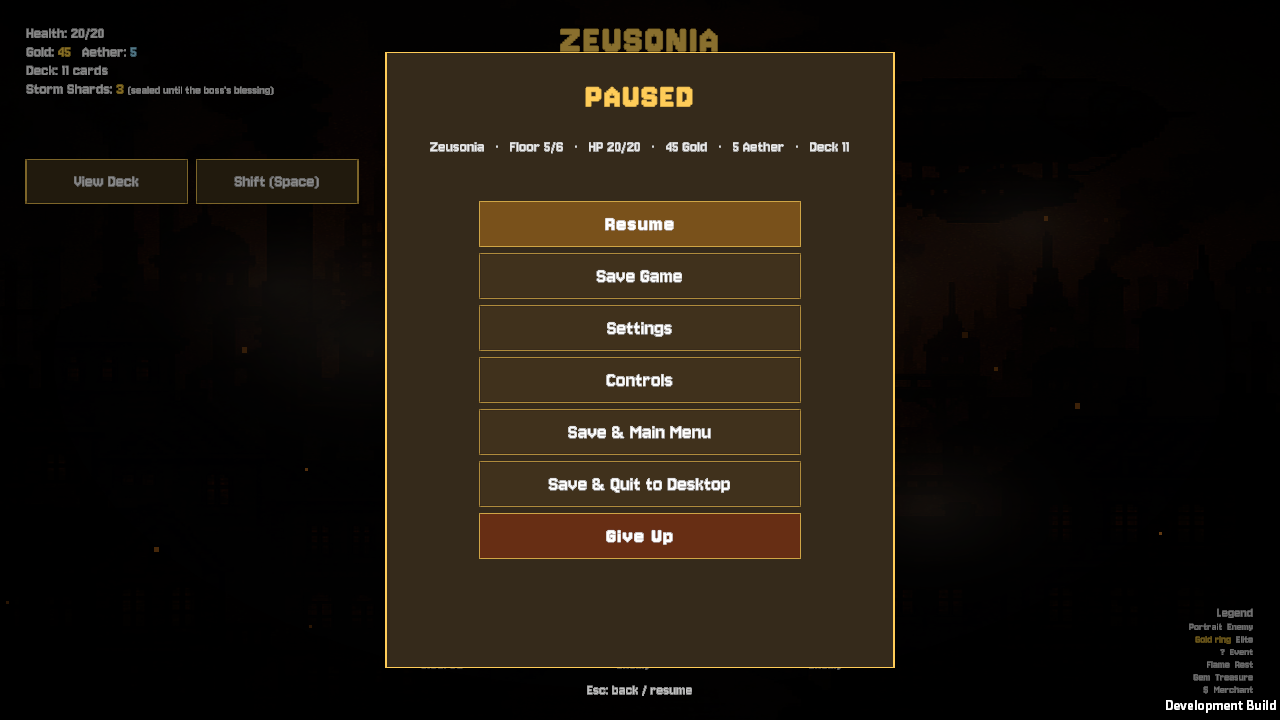 Health: 20/20
Gold: 45 Aether: 5
Deck: 11 cards
Storm Shards: 3 (sealed until the boss's blessing)
View Deck
Shift (Space)
ZEUSONIA
PAUSED
Zeusonia · Floor 5/6 · HP 20/20 · 45 Gold · 5 Aether · Deck 11
Resume
Save Game
Settings
Controls
Save & Main Menu
Save & Quit to Desktop
Give Up
Esc: back / resume
Legend
Portrait Enemy
Gold ring Elite
? Event
Flame Rest
Gem Treasure
$ Merchant
Development Build